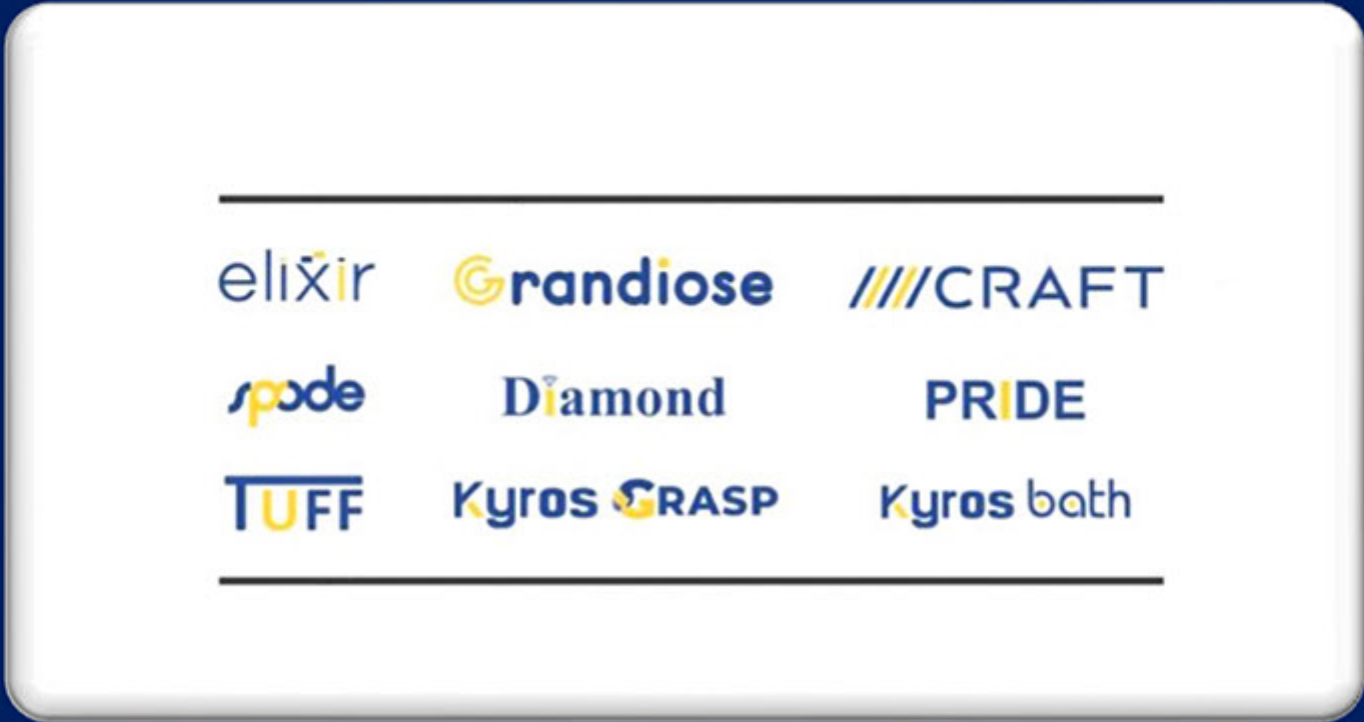 elixir Grandiose CRAFT
spode Diamond PRIDE
TUFF Kyros GRASP Kyros bath